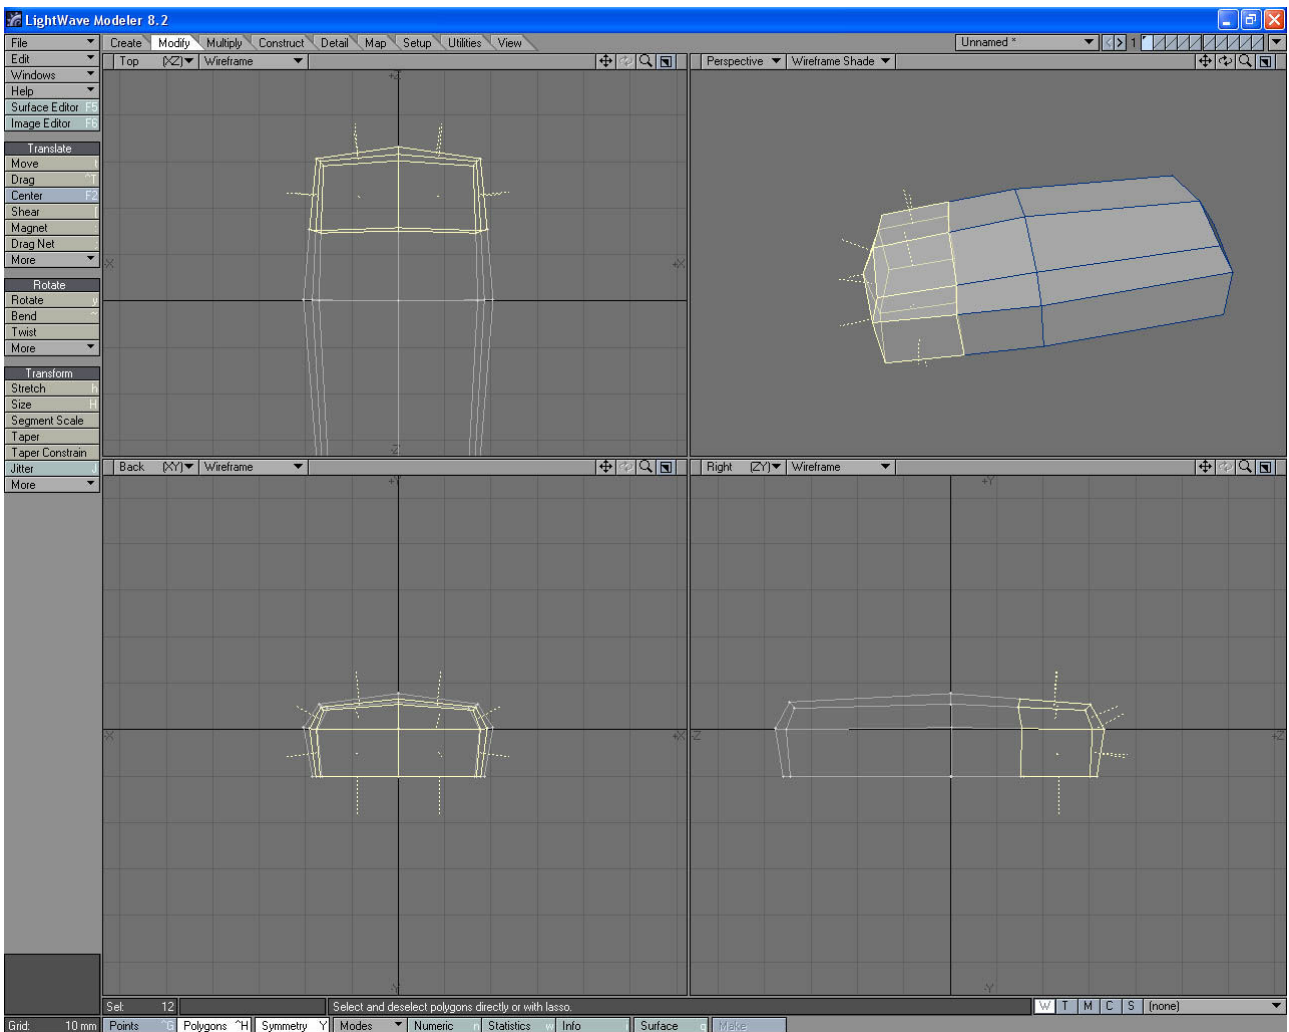 LightWave Modeler 8.2
File Create Modify Multiply Construct Detail Map Setup Utilities View Unnamed * 1
Edit Top (XZ) Wireframe Perspective Wireframe Shade
Windows
Help
Surface Editor F5
Image Editor F6
Translate
Move t
Drag ^T
Center F2
Shear [
Magnet :
Drag Net ;
More
Rotate
Rotate y
Bend ~
Twist
More
Transform
Stretch h
Size H
Segment Scale
Taper
Taper Constrain
Jitter J
More
+Z
-X +X
-Z
Back (XY) Wireframe Right (ZY) Wireframe
+Y +Y
-X +X -Z +Z
-Y -Y
Sel: 12 Select and deselect polygons directly or with lasso. W T M C S (none)
Grid: 10 mm Points ^G Polygons ^H Symmetry Y Modes Numeric n Statistics w Info i Surface q Make